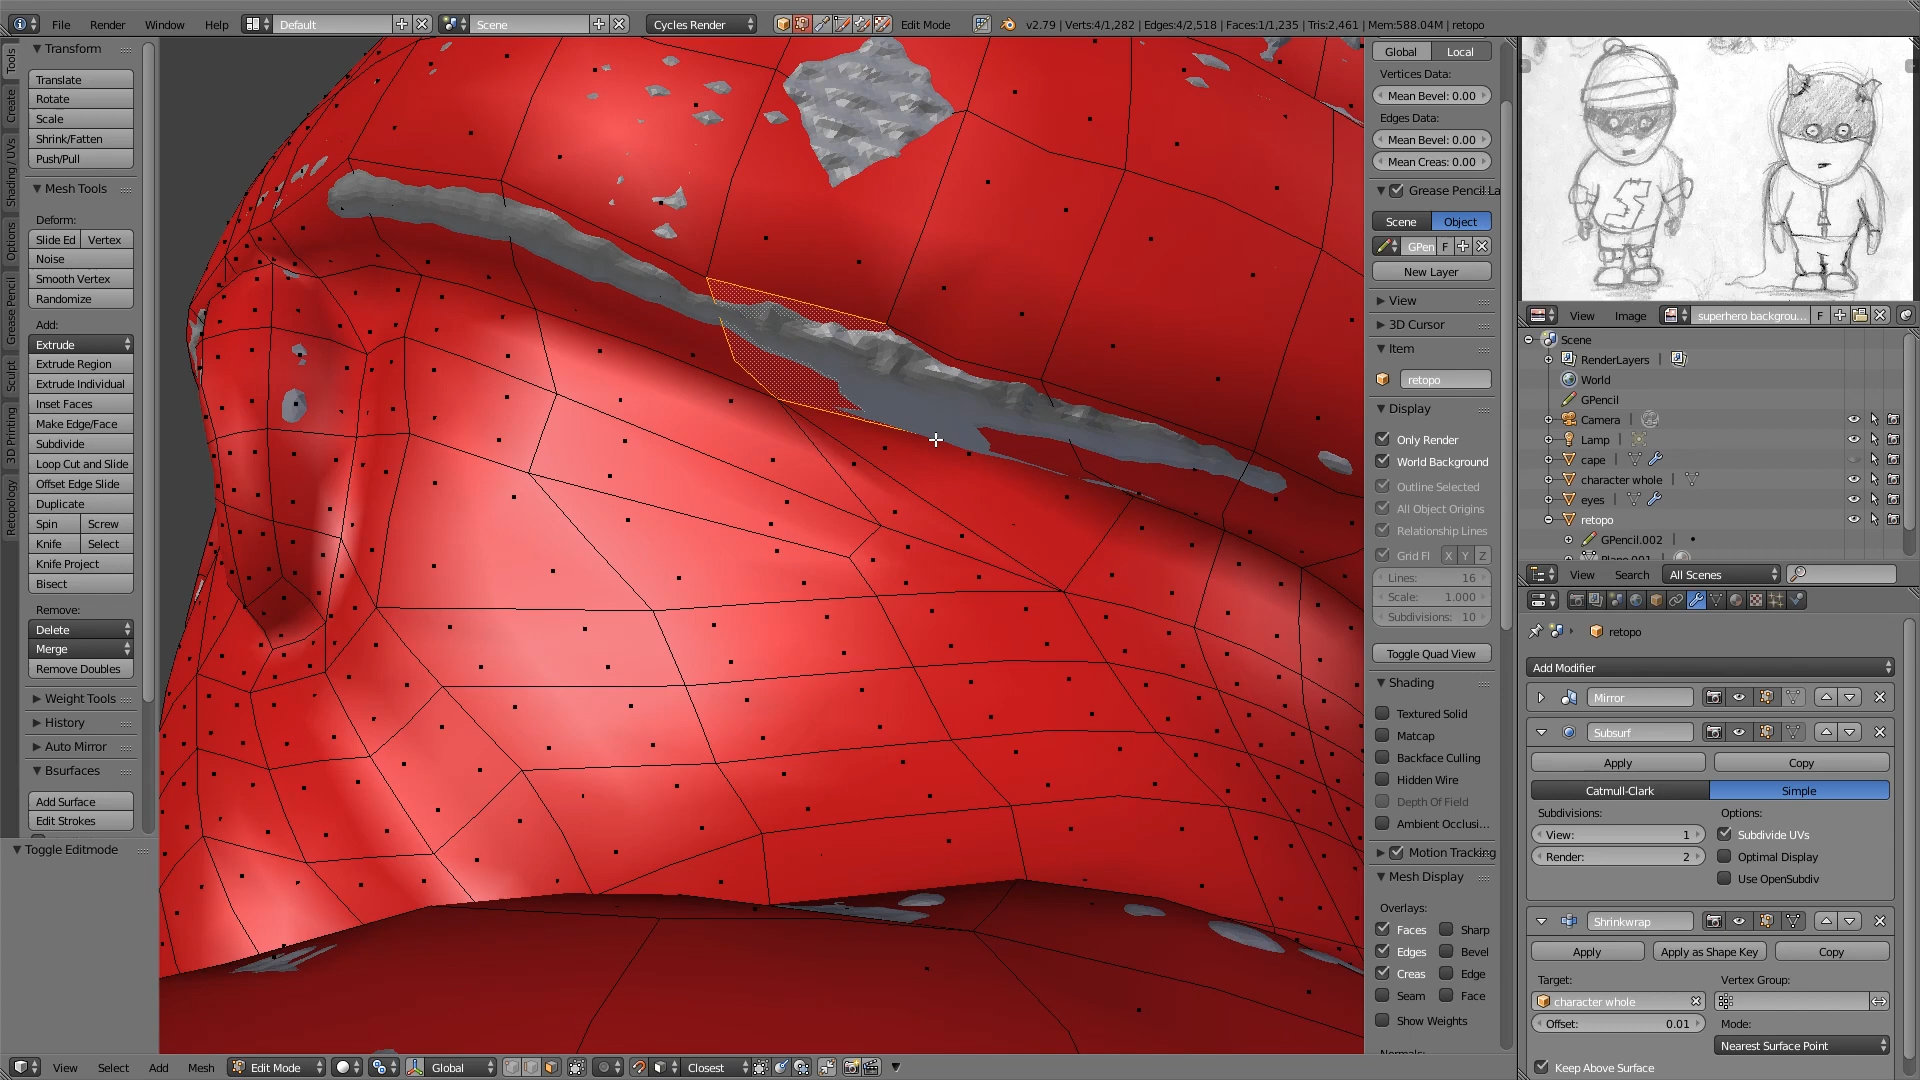 File Render Window Help Default Scene Cycles Render Edit Mode v2.79 | Verts:4/1,282 | Edges:4/2,518 | Faces:1/1,235 | Tris:2,461 | Mem:588.04M | retopo
Tools
Create
Shading / UVs
Options
Grease Pencil
Sculpt
3D Printing
Retopology
Transform
Translate
Rotate
Scale
Shrink/Fatten
Push/Pull
Mesh Tools
Deform:
Slide Ed Vertex
Noise
Smooth Vertex
Randomize
Add:
Extrude
Extrude Region
Extrude Individual
Inset Faces
Make Edge/Face
Subdivide
Loop Cut and Slide
Offset Edge Slide
Duplicate
Spin Screw
Knife Select
Knife Project
Bisect
Remove:
Delete
Merge
Remove Doubles
Weight Tools
History
Auto Mirror
Bsurfaces
Add Surface
Edit Strokes
Toggle Editmode
Global Local
Vertices Data:
Mean Bevel: 0.00
Edges Data:
Mean Bevel: 0.00
Mean Creas: 0.00
Grease Pencil La
Scene Object
GPen F
New Layer
View
3D Cursor
Item
retopo
Display
Only Render
World Background
Outline Selected
All Object Origins
Relationship Lines
Grid Fl X Y Z
Lines: 16
Scale: 1.000
Subdivisions: 10
Toggle Quad View
Shading
Textured Solid
Matcap
Backface Culling
Hidden Wire
Depth Of Field
Ambient Occlusi...
Motion Tracking
Mesh Display
Overlays:
Faces Sharp
Edges Bevel
Creas Edge
Seam Face
Show Weights
View Image superhero backgrou... F
Scene
RenderLayers |
World
GPencil
Camera |
Lamp |
cape |
character whole |
eyes |
retopo
GPencil.002 |
View Search All Scenes
retopo
Add Modifier
Mirror
Subsurf
Apply Copy
Catmull-Clark Simple
Subdivisions: Options:
View: 1 Subdivide UVs
Render: 2 Optimal Display
Use OpenSubdiv
Shrinkwrap
Apply Apply as Shape Key Copy
Target: Vertex Group:
character whole
Offset: 0.01 Mode:
Nearest Surface Point
Keep Above Surface
View Select Add Mesh Edit Mode Global Closest